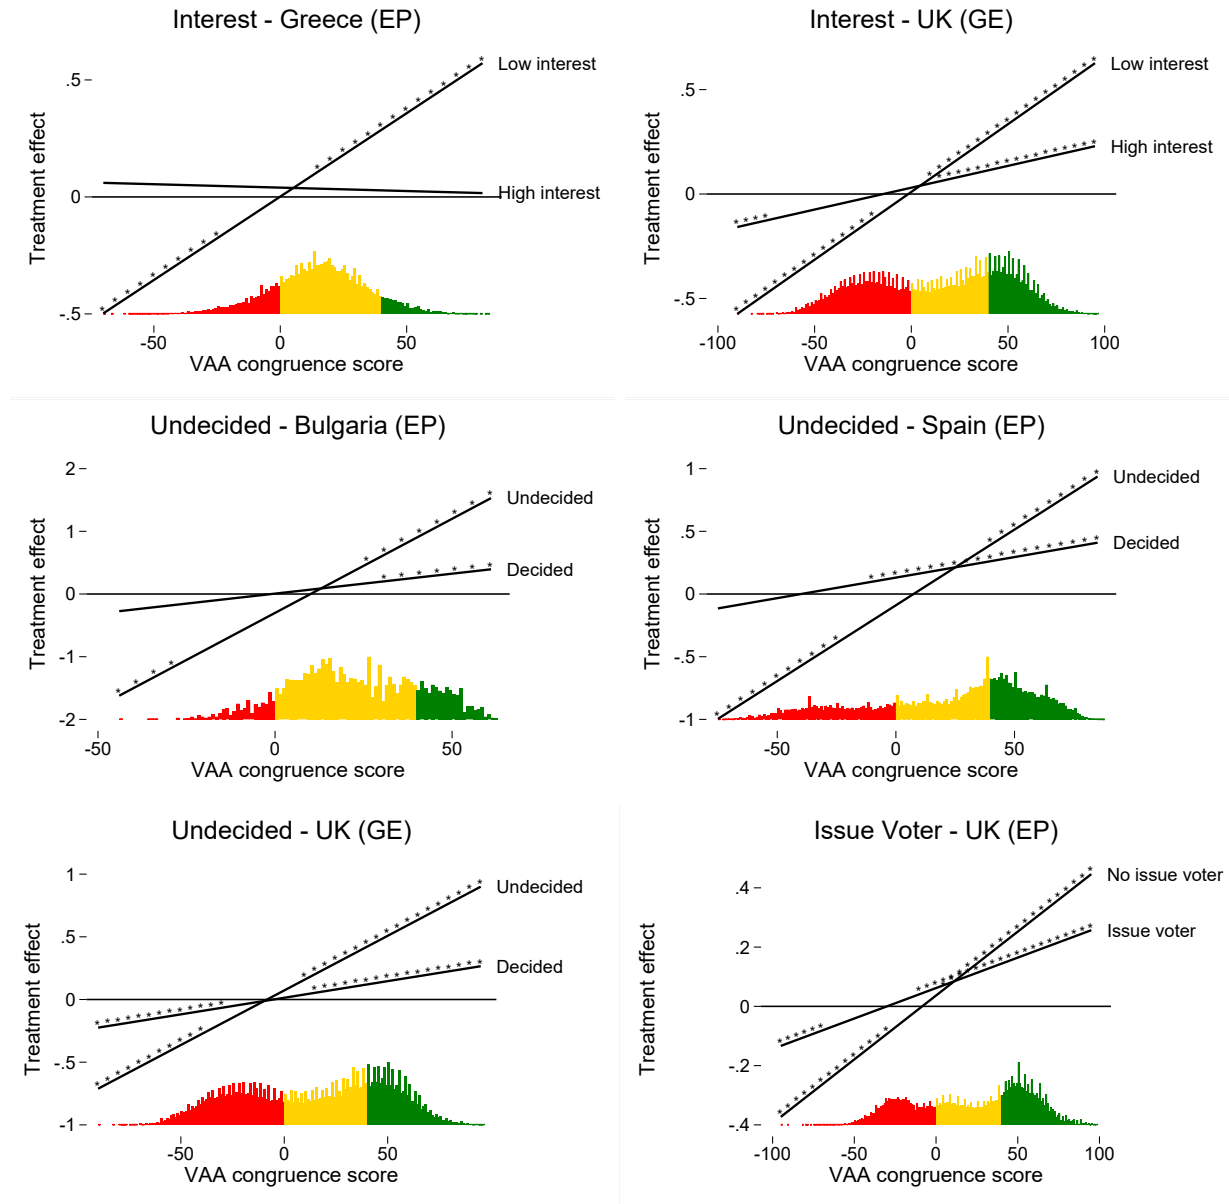 Interest - Greece (EP)
Treatment effect
.5
0
-.5
Low interest
High interest
-50
0
50
VAA congruence score
Interest - UK (GE)
Treatment effect
.5
0
-.5
Low interest
High interest
-100
-50
0
50
100
VAA congruence score
Undecided - Bulgaria (EP)
Treatment effect
2
1
0
-1
-2
Undecided
Decided
-50
0
50
VAA congruence score
Undecided - Spain (EP)
Treatment effect
1
.5
0
-.5
-1
Undecided
Decided
-50
0
50
VAA congruence score
Undecided - UK (GE)
Treatment effect
1
.5
0
-.5
-1
Undecided
Decided
-50
0
50
VAA congruence score
Issue Voter - UK (EP)
Treatment effect
.4
.2
0
-.2
-.4
No issue voter
Issue voter
-100
-50
0
50
100
VAA congruence score